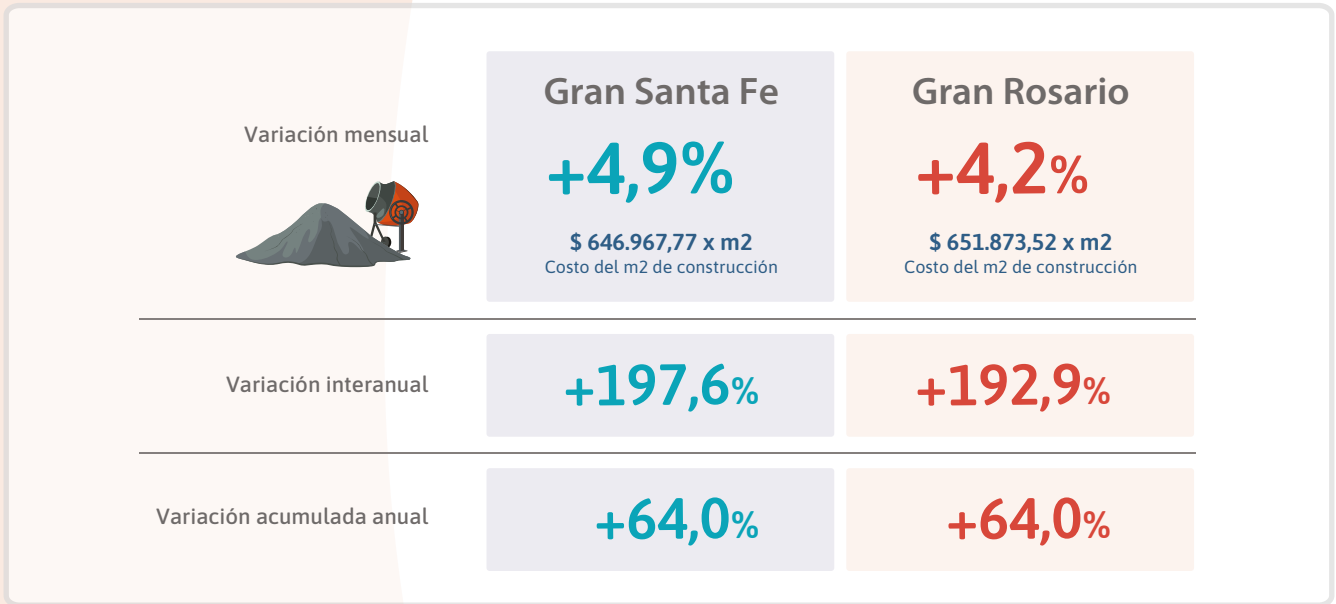 Gran Santa Fe
Gran Rosario
Variación mensual
+4,9%
+4,2%
$ 646.967,77 x m2
Costo del m2 de construcción
$ 651.873,52 x m2
Costo del m2 de construcción
Variación interanual
+197,6%
+192,9%
Variación acumulada anual
+64,0%
+64,0%